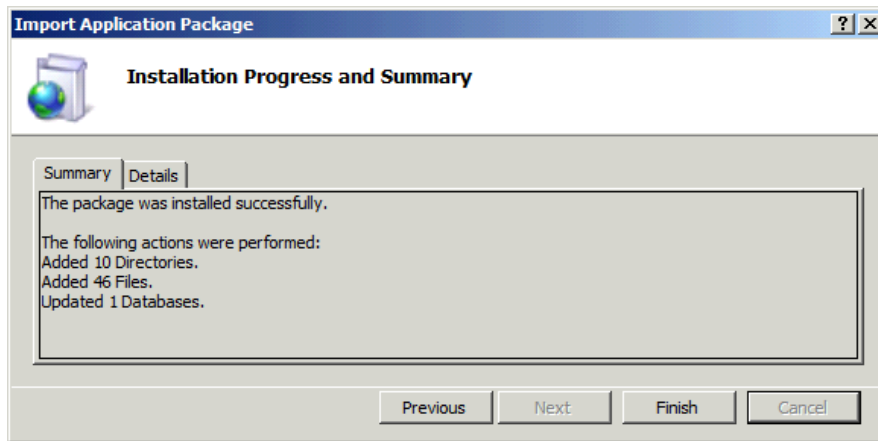 Import Application Package
Installation Progress and Summary
Summary
Details
The package was installed successfully.
The following actions were performed:
Added 10 Directories.
Added 46 Files.
Updated 1 Databases.
Previous
Next
Finish
Cancel